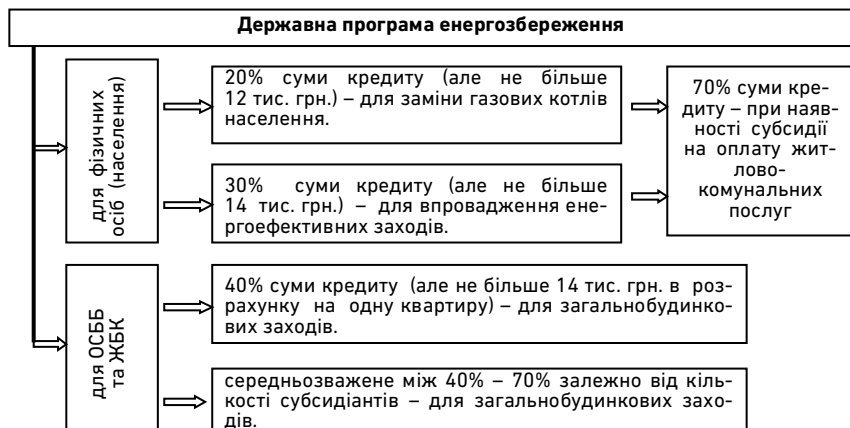 Державна програма енергозбереження
для фізичних
осіб (населення)
20% суми кредиту (але не більше
12 тис. грн.) – для заміни газових котлів
населення.
30% суми кредиту (але не більше
14 тис. грн.) – для впровадження ене-
ргоефективних заходів.
70% суми кре-
диту – при наяв-
ності субсидії
на оплату жит-
лово-
комунальних
послуг
для ОСББ
та ЖБК
40% суми кредиту (але не більше 14 тис. грн. в роз-
рахунку на одну квартиру) – для загальнобудинко-
вих заходів.
середньозважене між 40% – 70% залежно від кіль-
кості субсидіантів – для загальнобудинкових захо-
дів.